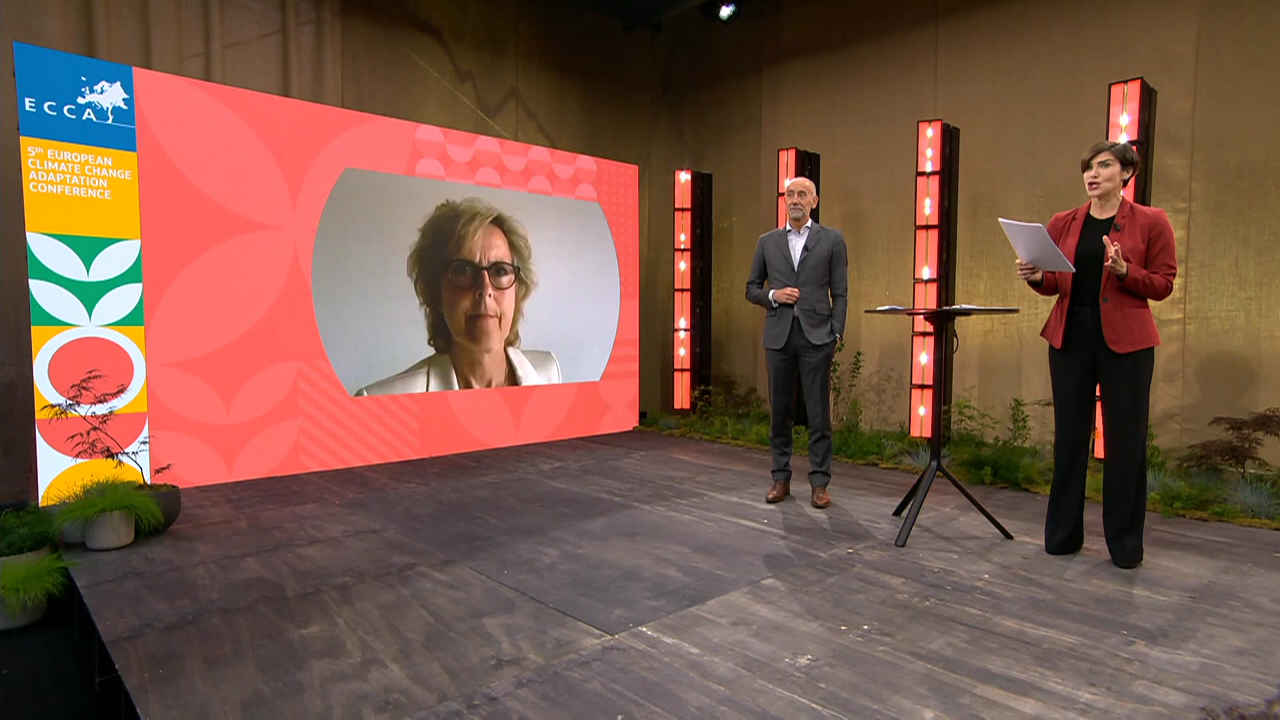 ECCA
5th EUROPEAN
CLIMATE CHANGE
ADAPTATION
CONFERENCE